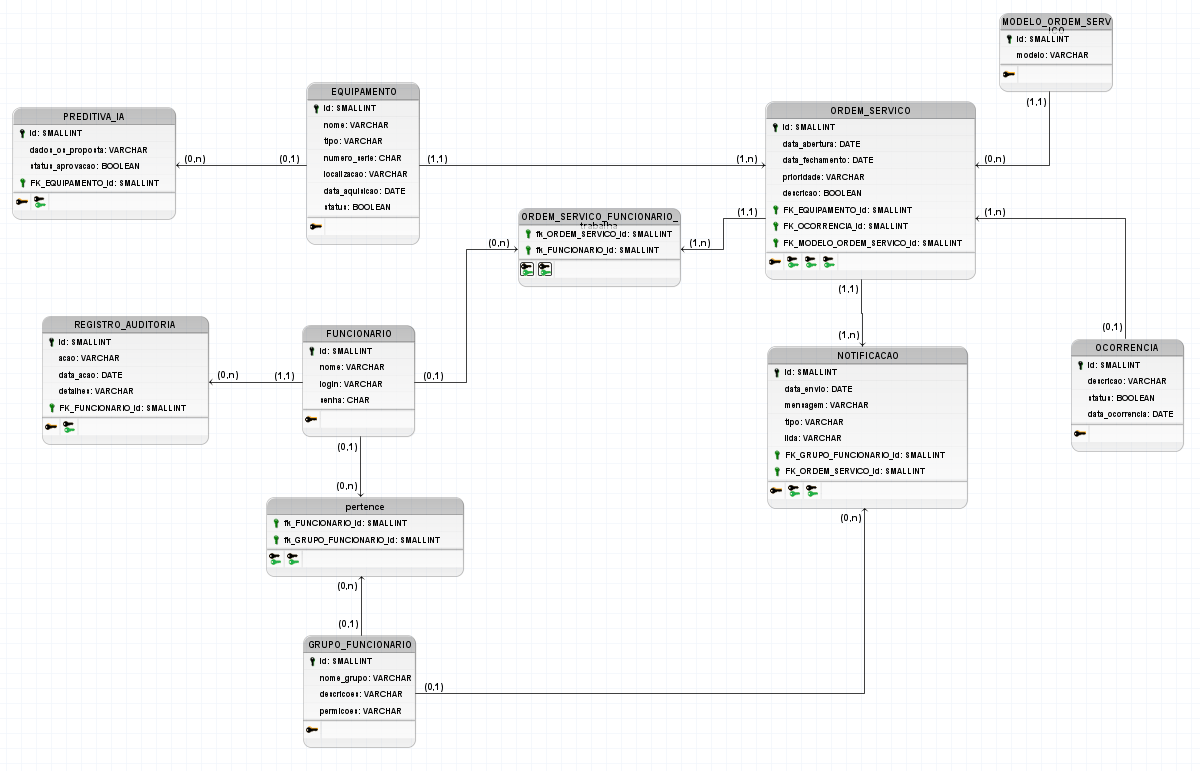 MODELO_ORDEM_SERV
ICO
id: SMALLINT
modelo: VARCHAR
(1,1)
(0,n)
EQUIPAMENTO
id: SMALLINT
nome: VARCHAR
tipo: VARCHAR
numero_serie: CHAR
localizacao: VARCHAR
data_aquisicao: DATE
status: BOOLEAN
(0,1)
(1,1)
PREDITIVA_IA
id: SMALLINT
dados_os_proposta: VARCHAR
status_aprovacao: BOOLEAN
FK_EQUIPAMENTO_id: SMALLINT
(0,n)
ORDEM_SERVICO
id: SMALLINT
data_abertura: DATE
data_fechamento: DATE
prioridade: VARCHAR
descricao: BOOLEAN
FK_EQUIPAMENTO_id: SMALLINT
FK_OCORRENCIA_id: SMALLINT
FK_MODELO_ORDEM_SERVICO_id: SMALLINT
(1,n)
(1,1)
(1,n)
(1,1)
ORDEM_SERVICO_FUNCIONARIO_
trabalha
fk_ORDEM_SERVICO_id: SMALLINT
fk_FUNCIONARIO_id: SMALLINT
(0,n)
(1,n)
REGISTRO_AUDITORIA
id: SMALLINT
acao: VARCHAR
data_acao: DATE
detalhes: VARCHAR
FK_FUNCIONARIO_id: SMALLINT
(0,n)
(1,1)
FUNCIONARIO
id: SMALLINT
nome: VARCHAR
login: VARCHAR
senha: CHAR
(0,1)
(0,1)
(0,n)
NOTIFICACAO
id: SMALLINT
data_envio: DATE
mensagem: VARCHAR
tipo: VARCHAR
lida: VARCHAR
FK_GRUPO_FUNCIONARIO_id: SMALLINT
FK_ORDEM_SERVICO_id: SMALLINT
(1,n)
(0,n)
(0,1)
OCORRENCIA
id: SMALLINT
descricao: VARCHAR
status: BOOLEAN
data_ocorrencia: DATE
pertence
fk_FUNCIONARIO_id: SMALLINT
fk_GRUPO_FUNCIONARIO_id: SMALLINT
(0,n)
(0,1)
GRUPO_FUNCIONARIO
id: SMALLINT
nome_grupo: VARCHAR
descricoes: VARCHAR
permicoes: VARCHAR
(0,1)